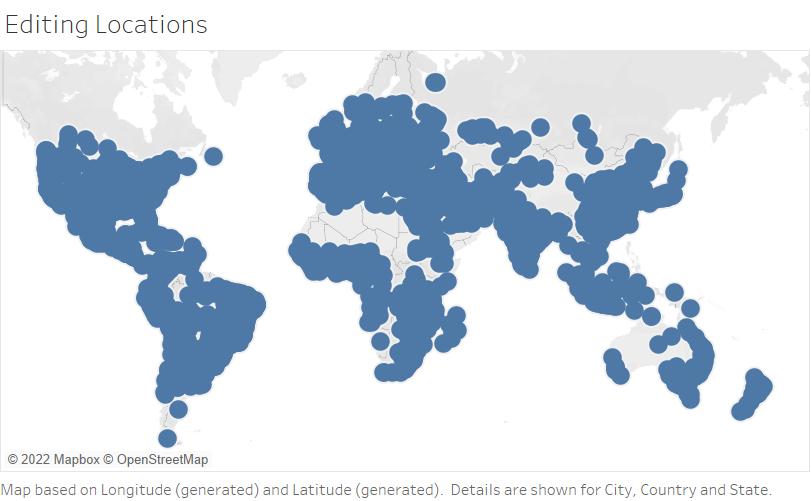 Editing Locations
© 2022 Mapbox © OpenStreetMap
Map based on Longitude (generated) and Latitude (generated). Details are shown for City, Country and State.